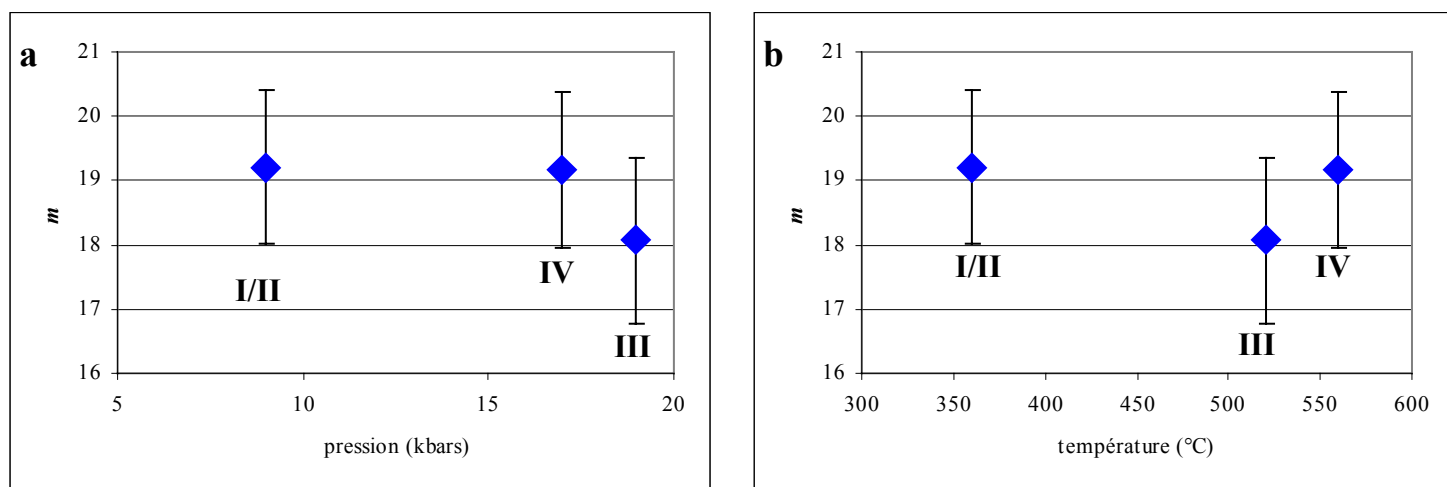 a
21
20
19
18
17
16
m
I/II
IV
III
5 10 15 20
pression (kbars)
b
21
20
19
18
17
16
m
I/II
IV
III
300 350 400 450 500 550 600
température (°C)